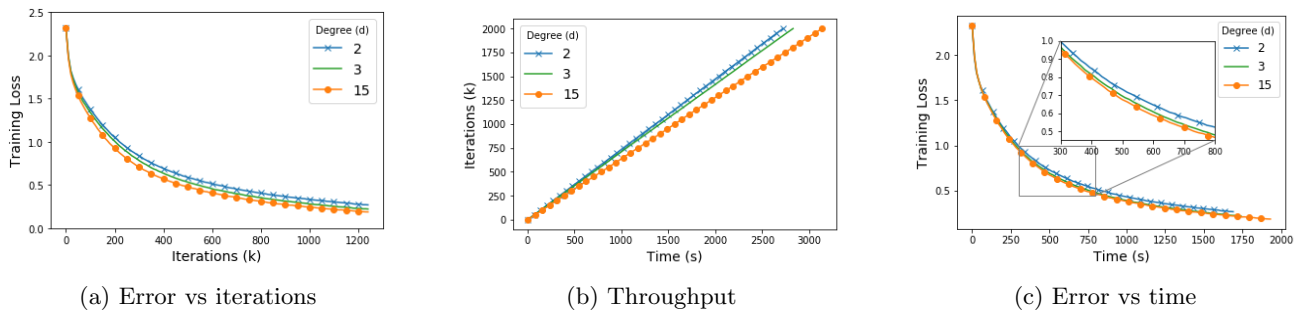 2.5
2.0
1.5
1.0
0.5
0.0
Training Loss
0 200 400 600 800 1000 1200
Iterations (k)
Degree (d)
2
3
15
(a) Error vs iterations
2000
1750
1500
1250
1000
750
500
250
0
Iterations (k)
0 500 1000 1500 2000 2500 3000
Time (s)
Degree (d)
2
3
15
(b) Throughput
2.0
1.5
1.0
0.5
Training Loss
0 250 500 750 1000 1250 1500 1750 2000
Time (s)
1.0
0.9
0.8
0.7
0.6
0.5
300 400 500 600 700 800
Degree (d)
2
3
15
(c) Error vs time